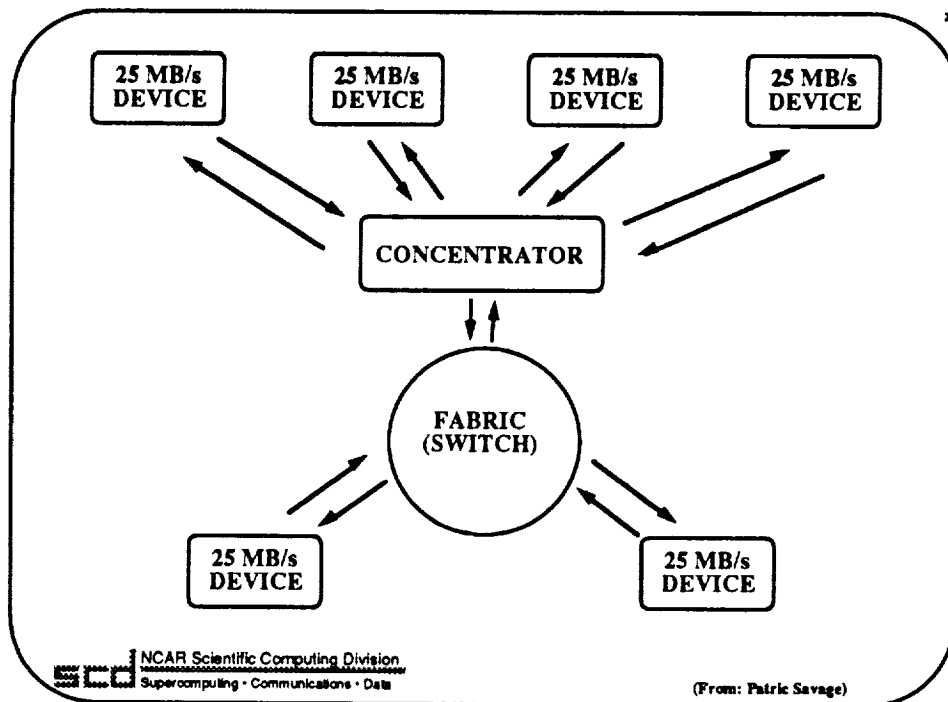 25 MB/s
DEVICE
25 MB/s
DEVICE
25 MB/s
DEVICE
25 MB/s
DEVICE
CONCENTRATOR
FABRIC
(SWITCH)
25 MB/s
DEVICE
25 MB/s
DEVICE
scd
NCAR Scientific Computing Division
Supercomputing • Communications • Data
(From: Patric Savage)